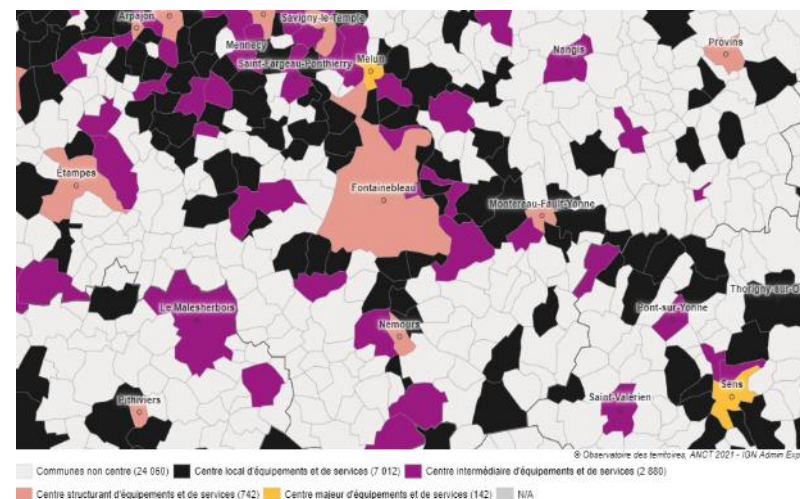 Arpajon
Savigny-le-Temple
Mennecy
Nangis
Provins
Saint-Fargeau-Ponthierry
Melun
Étampes
Fontainebleau
Montereau-Fault-Yonne
Thorigny-sur-O
Le Malesherbois
Pont-sur-Yonne
Nemours
Sens
Pithiviers
Saint-Valérien
© Observatoire des territoires, ANCT 2021 - IGN Admin Exp
Communes non centre (24 060) Centre local d'équipements et de services (7 012) Centre intermédiaire d'équipements et de services (2 880)
Centre structurant d'équipements et de services (742) Centre majeur d'équipements et de services (142) N/A